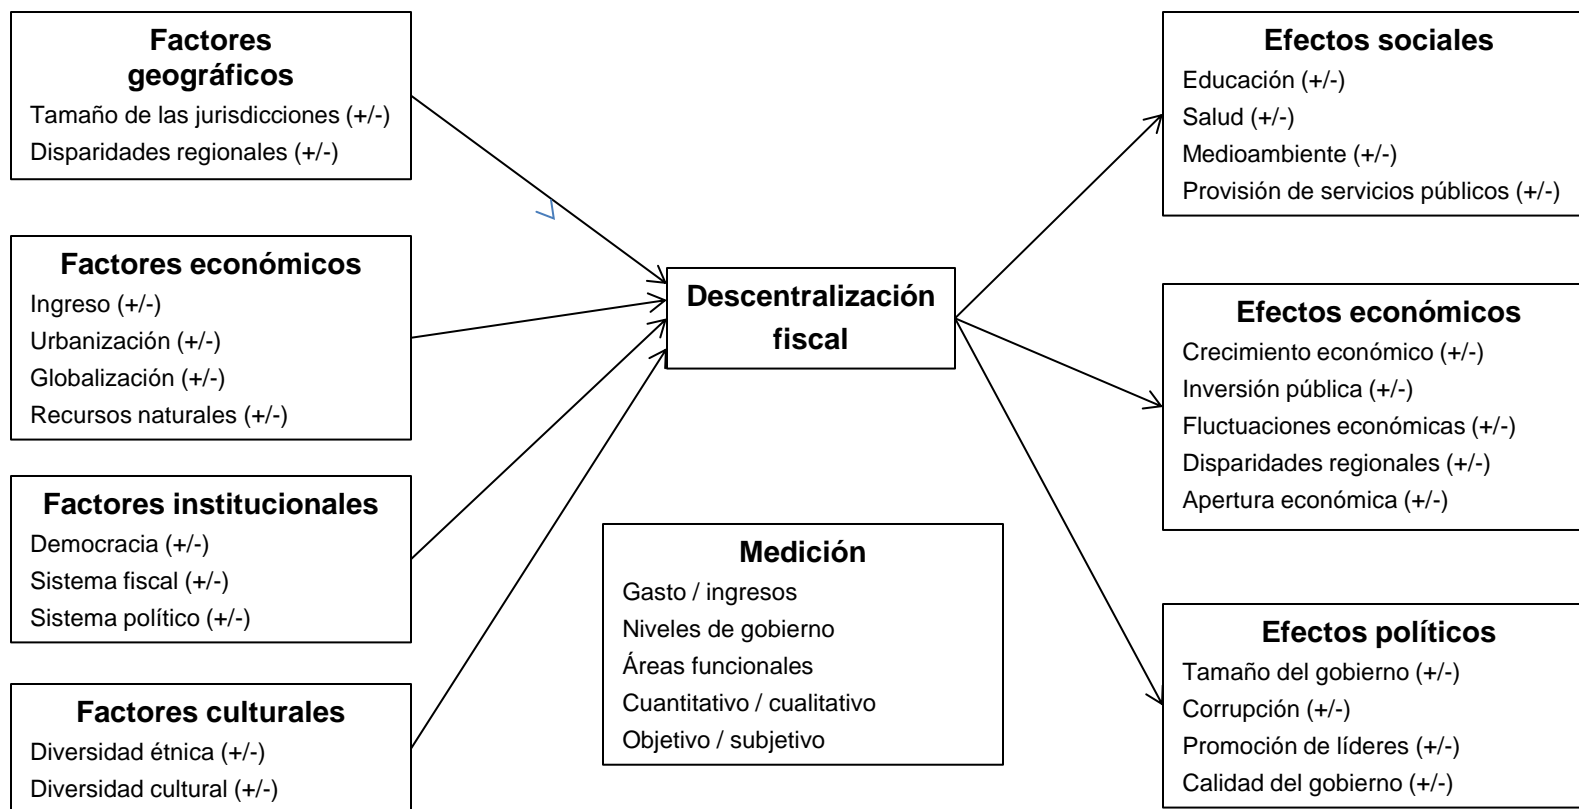 Factores
geográficos
Tamaño de las jurisdicciones (+/-)
Disparidades regionales (+/-)
Factores económicos
Ingreso (+/-)
Urbanización (+/-)
Globalización (+/-)
Recursos naturales (+/-)
Factores institucionales
Democracia (+/-)
Sistema fiscal (+/-)
Sistema político (+/-)
Factores culturales
Diversidad étnica (+/-)
Diversidad cultural (+/-)
Descentralización
fiscal
Medición
Gasto / ingresos
Niveles de gobierno
Áreas funcionales
Cuantitativo / cualitativo
Objetivo / subjetivo
Efectos sociales
Educación (+/-)
Salud (+/-)
Medioambiente (+/-)
Provisión de servicios públicos (+/-)
Efectos económicos
Crecimiento económico (+/-)
Inversión pública (+/-)
Fluctuaciones económicas (+/-)
Disparidades regionales (+/-)
Apertura económica (+/-)
Efectos políticos
Tamaño del gobierno (+/-)
Corrupción (+/-)
Promoción de líderes (+/-)
Calidad del gobierno (+/-)